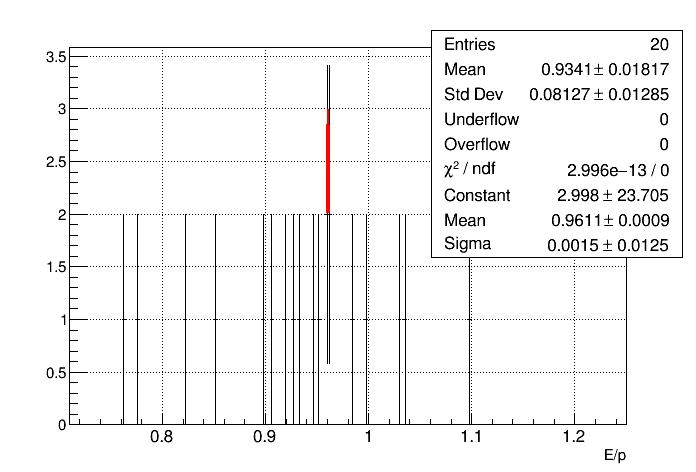 Entries 20
Mean 0.9341 ± 0.01817
Std Dev 0.08127 ± 0.01285
Underflow 0
Overflow 0
χ² / ndf 2.996e−13 / 0
Constant 2.998 ± 23.705
Mean 0.9611 ± 0.0009
Sigma 0.0015 ± 0.0125
3.5
3
2.5
2
1.5
1
0.5
0
0.8 0.9 1 1.1 1.2
E/p